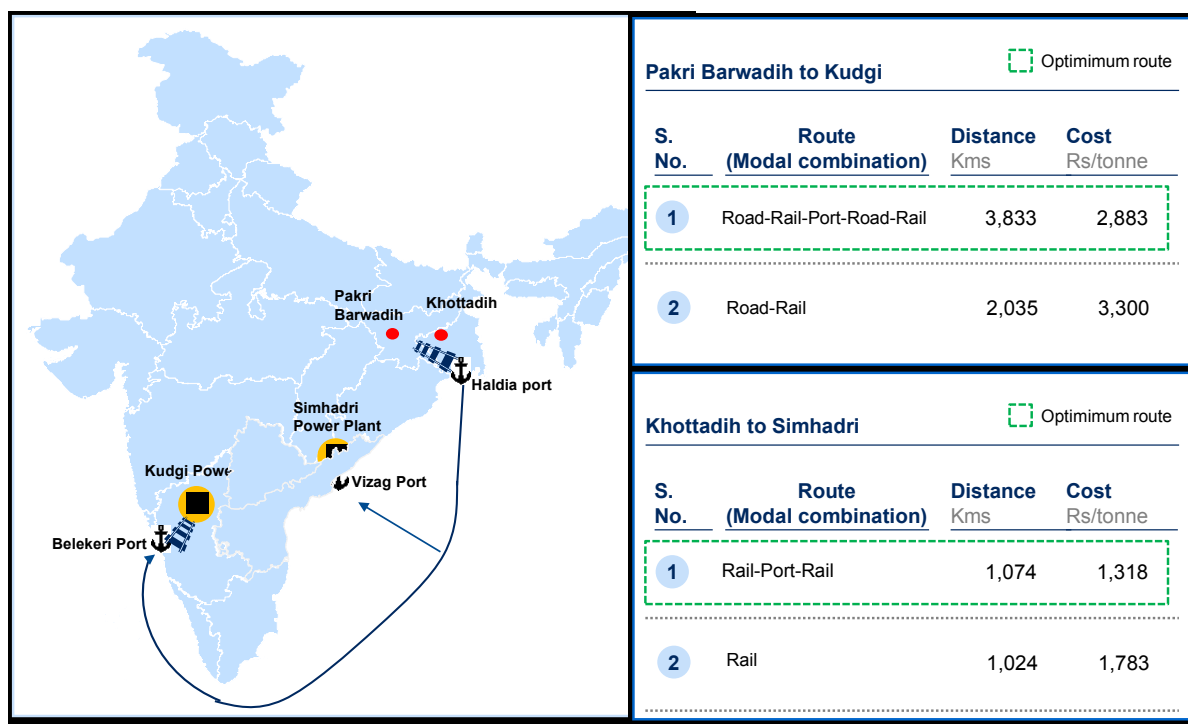 Pakri
Barwadih
Khottadih
Haldia port
Simhadri
Power Plant
Vizag Port
Kudgi Powe
Belekeri Port
Pakri Barwadih to Kudgi
Optimimum route
S. No.
Route (Modal combination)
Distance Kms
Cost Rs/tonne
1 Road-Rail-Port-Road-Rail 3,833 2,883
2 Road-Rail 2,035 3,300
Khottadih to Simhadri
Optimimum route
S. No.
Route (Modal combination)
Distance Kms
Cost Rs/tonne
1 Rail-Port-Rail 1,074 1,318
2 Rail 1,024 1,783